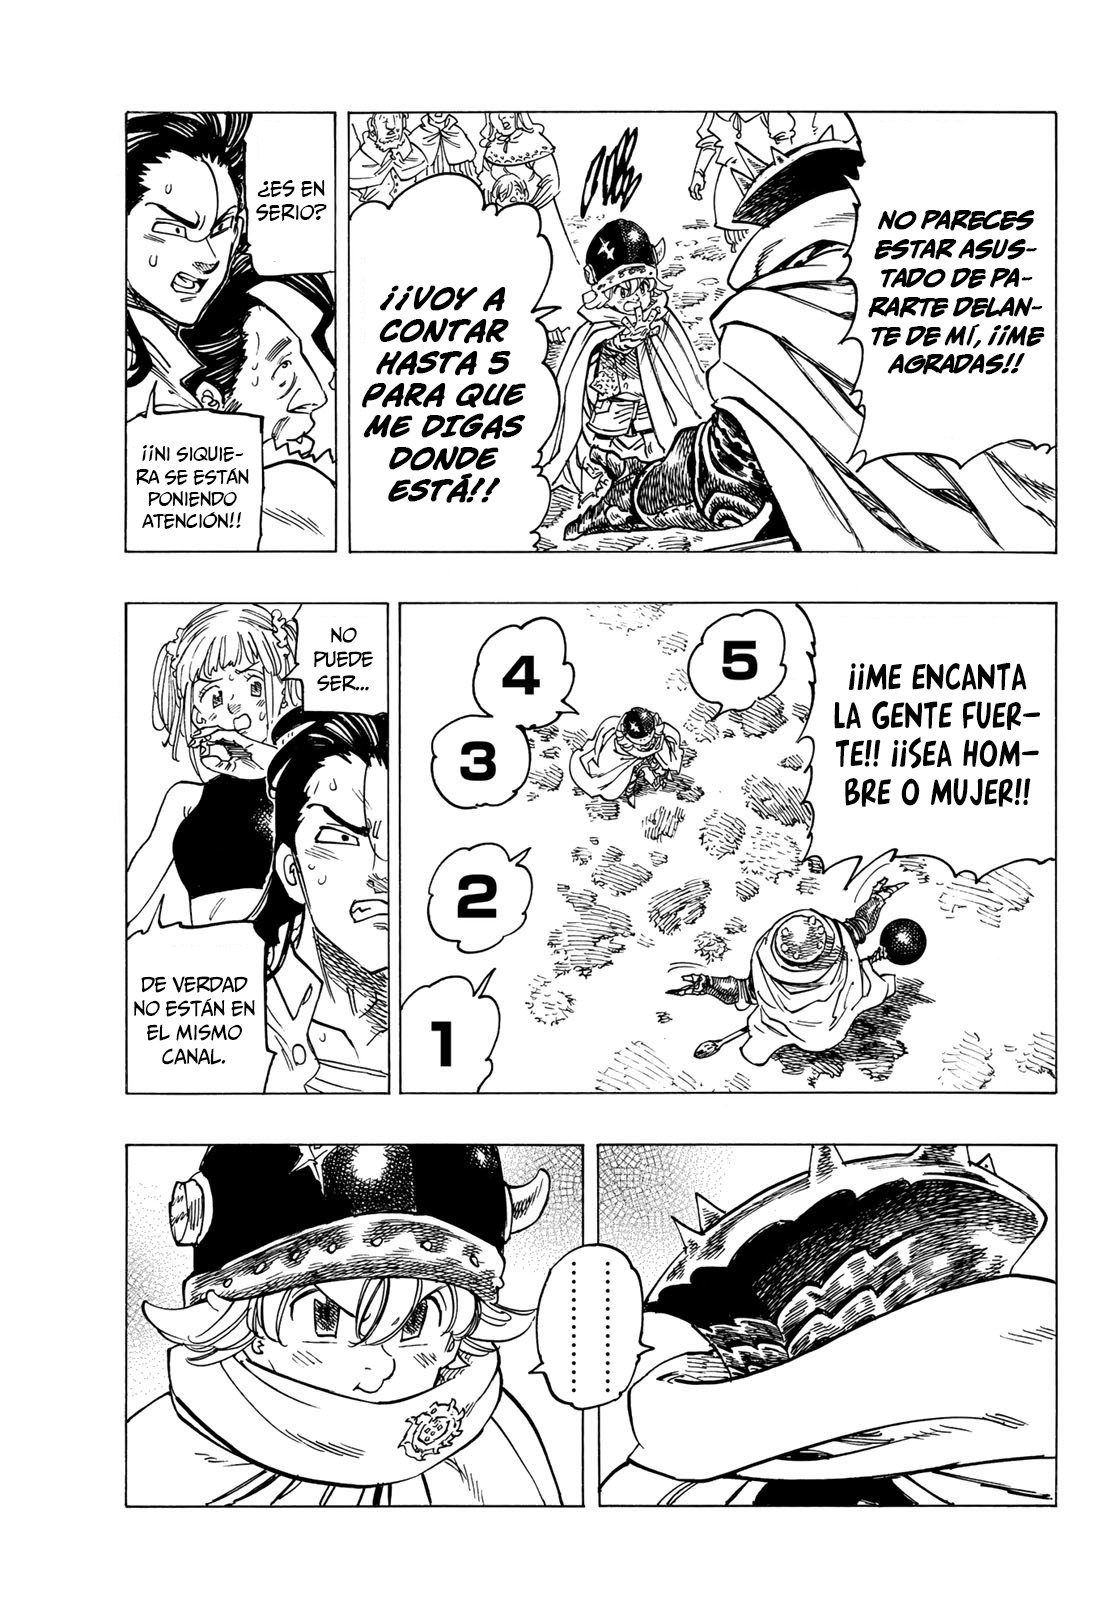 NO PARECES
ESTAR ASUS-
TADO DE PA-
RARTE DELAN-
TE DE MÍ, ¡¡ME
AGRADAS!!
¡¡VOY A
CONTAR
HASTA 5
PARA QUE
ME DIGAS
DONDE
ESTÁ!!
¿ES EN
SERIO?
¡¡NI SIQUIE-
RA SE ESTÁN
PONIENDO
ATENCIÓN!!
¡¡ME ENCANTA
LA GENTE FUER-
TE!! ¡¡SEA HOM-
BRE O MUJER!!
5
4
3
2
1
NO
PUEDE
SER...
DE VERDAD
NO ESTÁN EN
EL MISMO
CANAL.